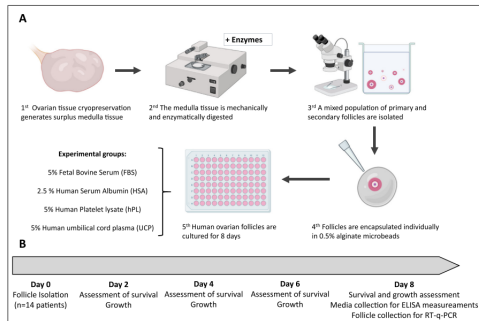 A
+ Enzymes
1st Ovarian tissue cryopreservation
generates surplus medulla tissue
2nd The medulla tissue is mechanically
and enzymatically digested
3rd A mixed population of primary and
secondary follicles are isolated
Experimental groups:
5% Fetal Bovine Serum (FBS)
2.5 % Human Serum Albumin (HSA)
5% Human Platelet lysate (hPL)
5% Human umbilical cord plasma (UCP)
5th Human ovarian follicles are
cultured for 8 days
4th Follicles are encapsulated individually
in 0.5% alginate microbeads
B
Day 0
Follicle Isolation
(n=14 patients)
Day 2
Assessment of survival
Growth
Day 4
Assessment of survival
Growth
Day 6
Assessment of survival
Growth
Day 8
Survival and growth assessment
Media collection for ELISA measureaments
Follicle collection for RT-q-PCR